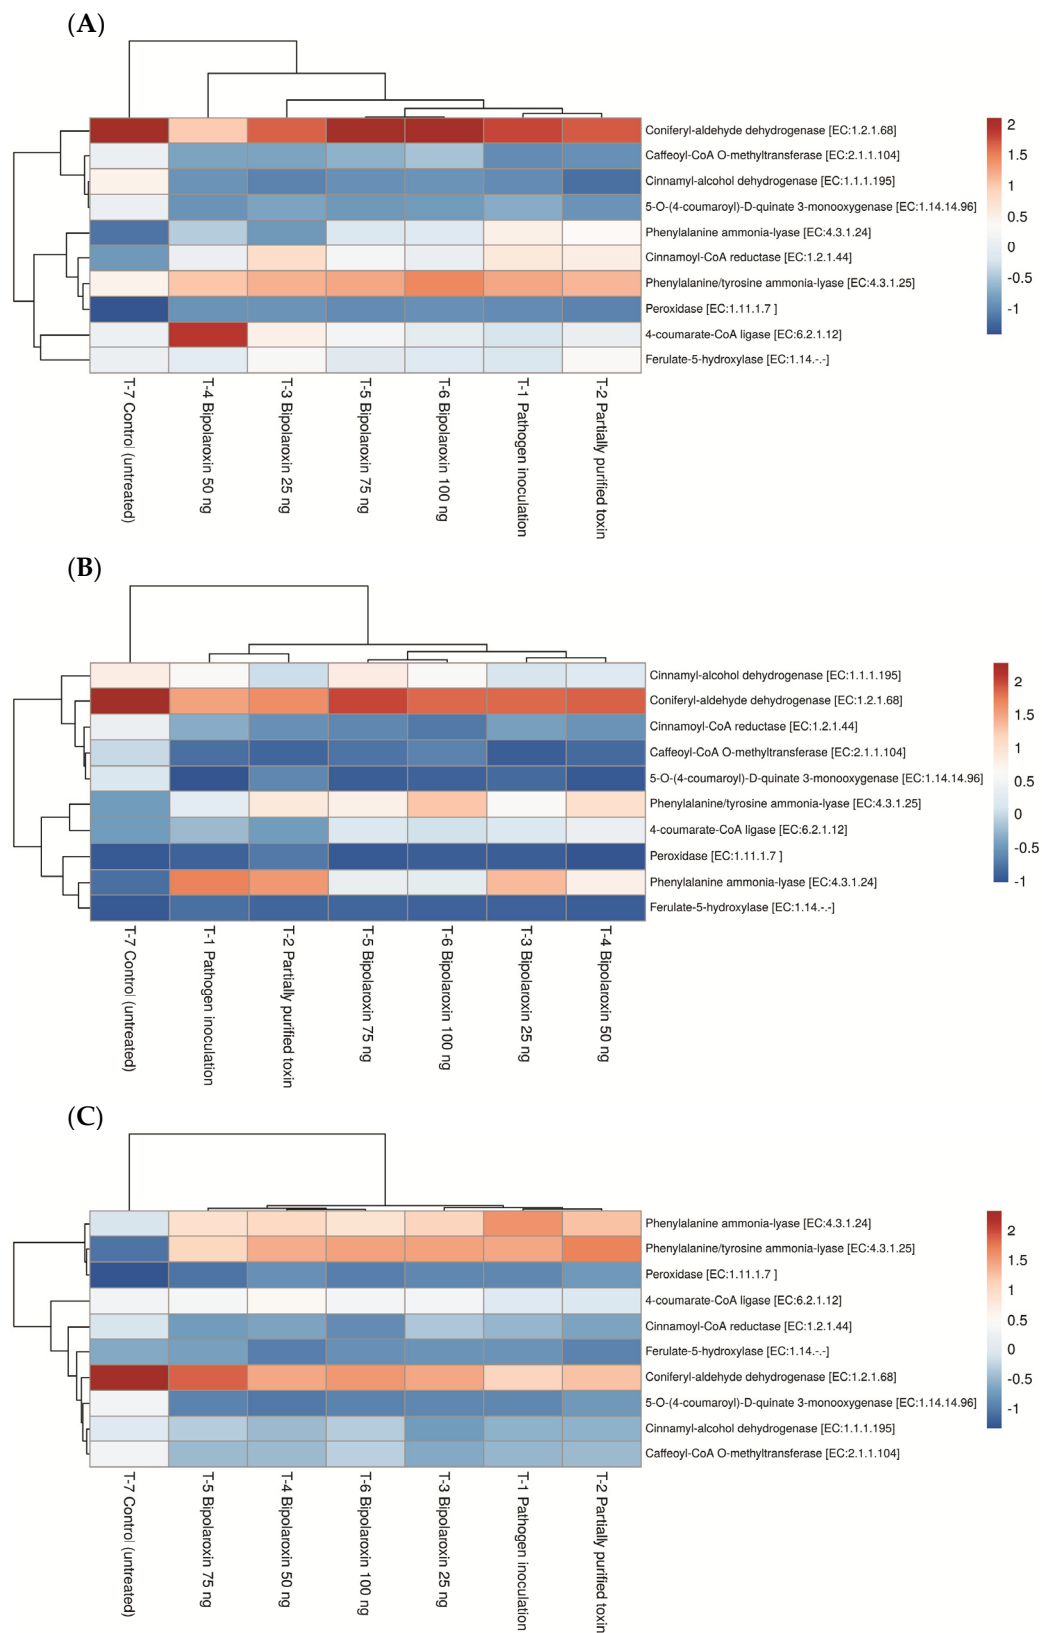 (A)
2
Coniferyl-aldehyde dehydrogenase [EC:1.2.1.68]
Caffeoyl-CoA O-methyltransferase [EC:2.1.1.104]
1.5
Cinnamyl-alcohol dehydrogenase [EC:1.1.1.195]
1
5-O-(4-coumaroyl)-D-quinate 3-monooxygenase [EC:1.14.14.96]
0.5
Phenylalanine ammonia-lyase [EC:4.3.1.24]
0
Cinnamoyl-CoA reductase [EC:1.2.1.44]
Phenylalanine/tyrosine ammonia-lyase [EC:4.3.1.25]
-0.5
Peroxidase [EC:1.11.1.7 ]
-1
4-coumarate-CoA ligase [EC:6.2.1.12]
Ferulate-5-hydroxylase [EC:1.14.-.-]
T-7 Control (untreated)
T-4 Bipolaroxin 50 ng
T-3 Bipolaroxin 25 ng
T-5 Bipolaroxin 75 ng
T-6 Bipolaroxin 100 ng
T-1 Pathogen inoculation
T-2 Partially purified toxin
(B)
Cinnamyl-alcohol dehydrogenase [EC:1.1.1.195]
2
Coniferyl-aldehyde dehydrogenase [EC:1.2.1.68]
1.5
Cinnamoyl-CoA reductase [EC:1.2.1.44]
1
Caffeoyl-CoA O-methyltransferase [EC:2.1.1.104]
5-O-(4-coumaroyl)-D-quinate 3-monooxygenase [EC:1.14.14.96]
0.5
Phenylalanine/tyrosine ammonia-lyase [EC:4.3.1.25]
0
4-coumarate-CoA ligase [EC:6.2.1.12]
-0.5
Peroxidase [EC:1.11.1.7 ]
Phenylalanine ammonia-lyase [EC:4.3.1.24]
-1
Ferulate-5-hydroxylase [EC:1.14.-.-]
T-7 Control (untreated)
T-1 Pathogen inoculation
T-2 Partially purified toxin
T-5 Bipolaroxin 75 ng
T-6 Bipolaroxin 100 ng
T-3 Bipolaroxin 25 ng
T-4 Bipolaroxin 50 ng
(C)
Phenylalanine ammonia-lyase [EC:4.3.1.24]
2
Phenylalanine/tyrosine ammonia-lyase [EC:4.3.1.25]
1.5
Peroxidase [EC:1.11.1.7 ]
1
4-coumarate-CoA ligase [EC:6.2.1.12]
0.5
Cinnamoyl-CoA reductase [EC:1.2.1.44]
0
Ferulate-5-hydroxylase [EC:1.14.-.-]
Coniferyl-aldehyde dehydrogenase [EC:1.2.1.68]
-0.5
5-O-(4-coumaroyl)-D-quinate 3-monooxygenase [EC:1.14.14.96]
-1
Cinnamyl-alcohol dehydrogenase [EC:1.1.1.195]
Caffeoyl-CoA O-methyltransferase [EC:2.1.1.104]
T-7 Control (untreated)
T-5 Bipolaroxin 75 ng
T-4 Bipolaroxin 50 ng
T-6 Bipolaroxin 100 ng
T-3 Bipolaroxin 25 ng
T-1 Pathogen inoculation
T-2 Partially purified toxin